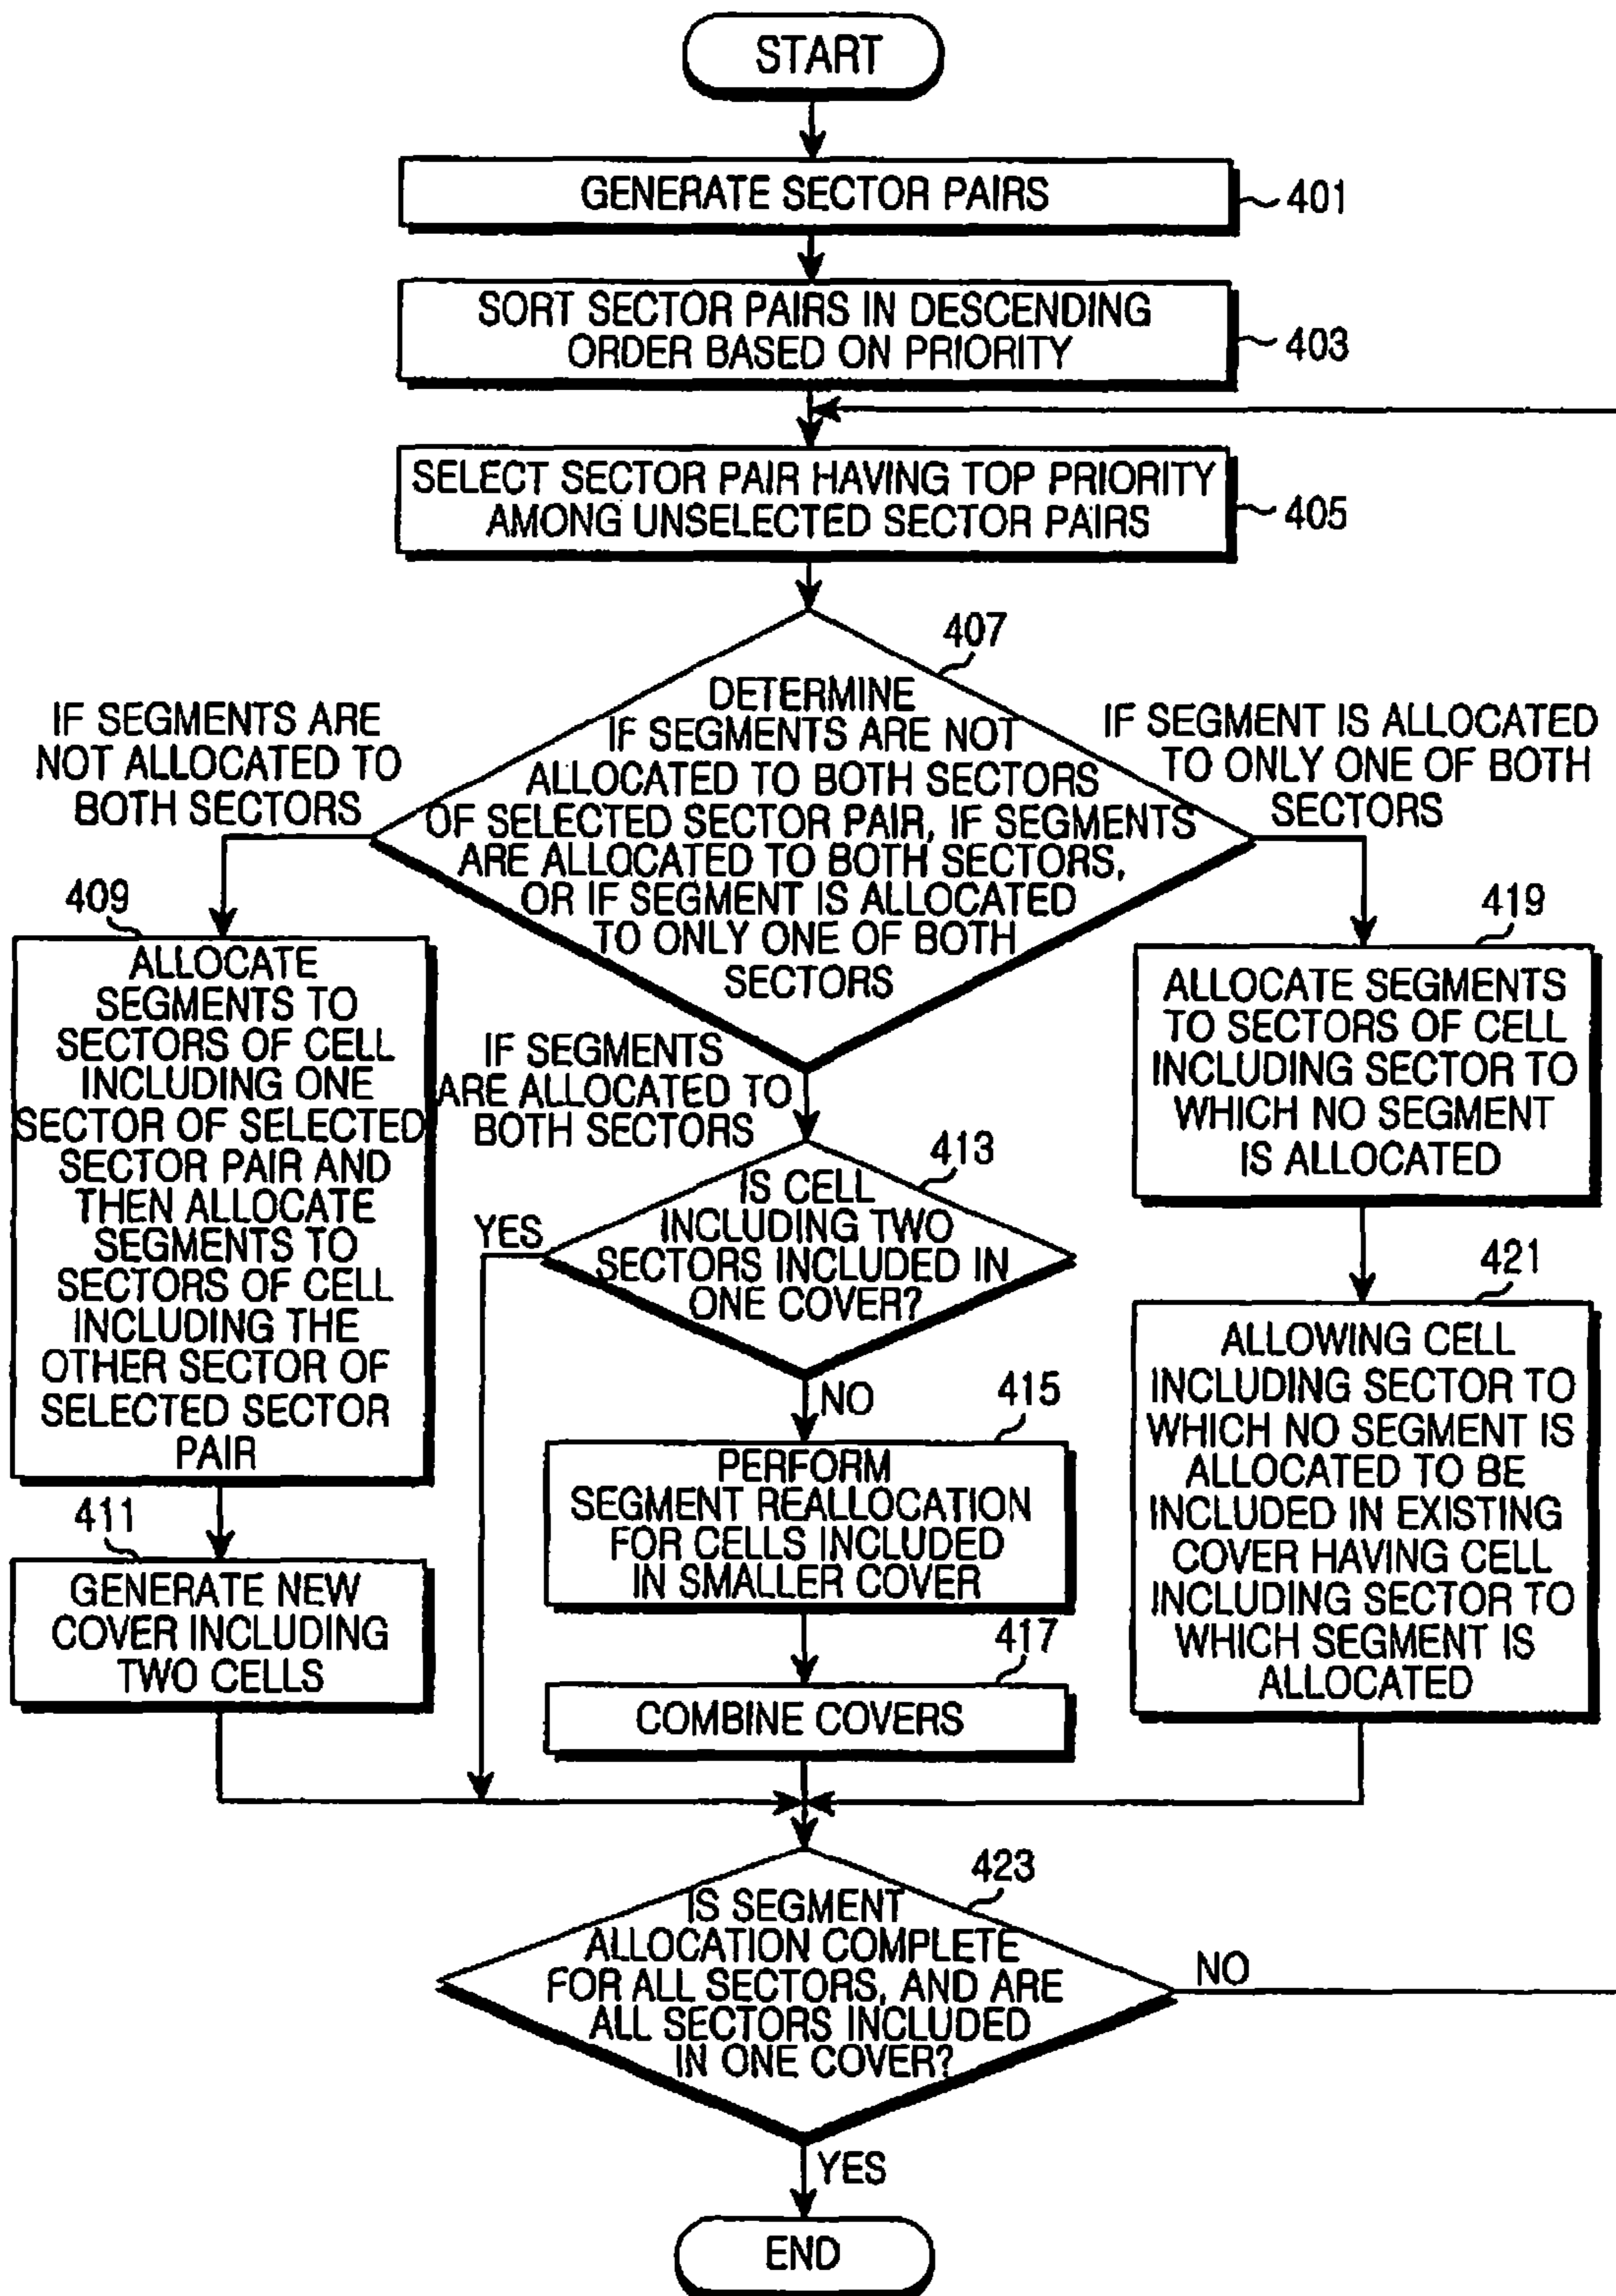 START
GENERATE SECTOR PAIRS
401
SORT SECTOR PAIRS IN DESCENDING
ORDER BASED ON PRIORITY
403
SELECT SECTOR PAIR HAVING TOP PRIORITY
AMONG UNSELECTED SECTOR PAIRS
405
407
DETERMINE
IF SEGMENTS ARE NOT
ALLOCATED TO BOTH SECTORS
OF SELECTED SECTOR PAIR, IF SEGMENTS
ARE ALLOCATED TO BOTH SECTORS,
OR IF SEGMENT IS ALLOCATED
TO ONLY ONE OF BOTH
SECTORS
IF SEGMENTS ARE
NOT ALLOCATED TO
BOTH SECTORS
IF SEGMENT IS ALLOCATED
TO ONLY ONE OF BOTH
SECTORS
409
ALLOCATE
SEGMENTS TO
SECTORS OF CELL
INCLUDING ONE
SECTOR OF SELECTED
SECTOR PAIR AND
THEN ALLOCATE
SEGMENTS TO
SECTORS OF CELL
INCLUDING THE
OTHER SECTOR OF
SELECTED SECTOR
PAIR
411
GENERATE NEW
COVER INCLUDING
TWO CELLS
IF SEGMENTS
ARE ALLOCATED TO
BOTH SECTORS
413
IS CELL
INCLUDING TWO
SECTORS INCLUDED IN
ONE COVER?
YES
NO
415
PERFORM
SEGMENT REALLOCATION
FOR CELLS INCLUDED
IN SMALLER COVER
417
COMBINE COVERS
419
ALLOCATE SEGMENTS
TO SECTORS OF CELL
INCLUDING SECTOR TO
WHICH NO SEGMENT
IS ALLOCATED
421
ALLOWING CELL
INCLUDING SECTOR TO
WHICH NO SEGMENT IS
ALLOCATED TO BE
INCLUDED IN EXISTING
COVER HAVING CELL
INCLUDING SECTOR TO
WHICH SEGMENT IS
ALLOCATED
423
IS SEGMENT
ALLOCATION COMPLETE
FOR ALL SECTORS, AND ARE
ALL SECTORS INCLUDED
IN ONE COVER?
NO
YES
END